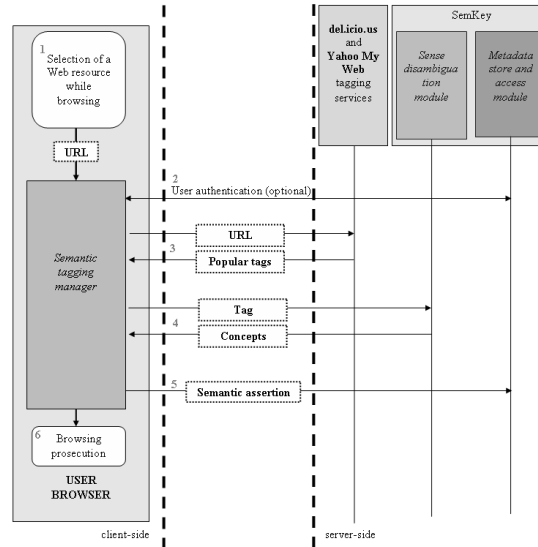 1
Selection of a
Web resource
while
browsing
URL
Semantic
tagging
manager
6
Browsing
prosecution
USER
BROWSER
client-side
2
User authentication (optional)
URL
3
Popular tags
Tag
4
Concepts
5
Semantic assertion
del.icio.us
and
Yahoo My
Web
tagging
services
SemKey
Sense
disambigua
tion module
Metadata
store and
access
module
server-side